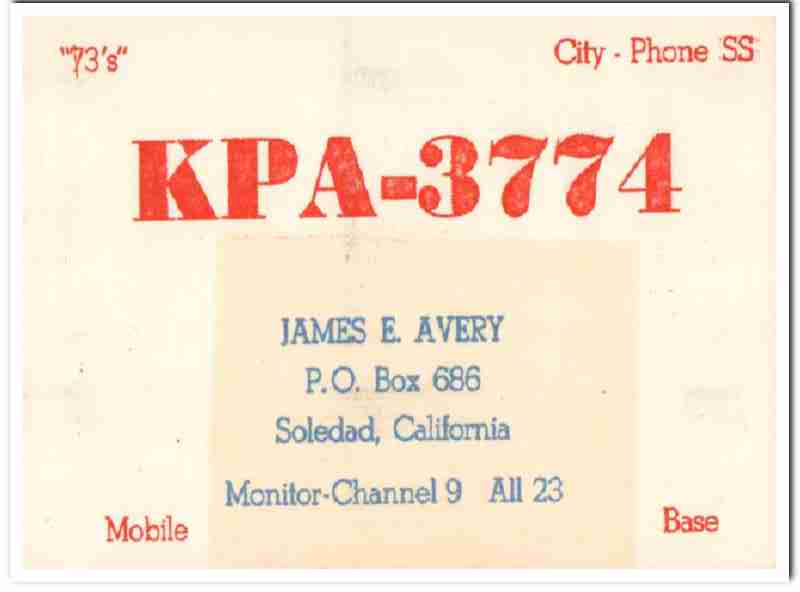 "73's"
City - Phone SS
KPA-3774
JAMES E. AVERY
P.O. Box 686
Soledad, California
Monitor-Channel 9 All 23
Mobile
Base